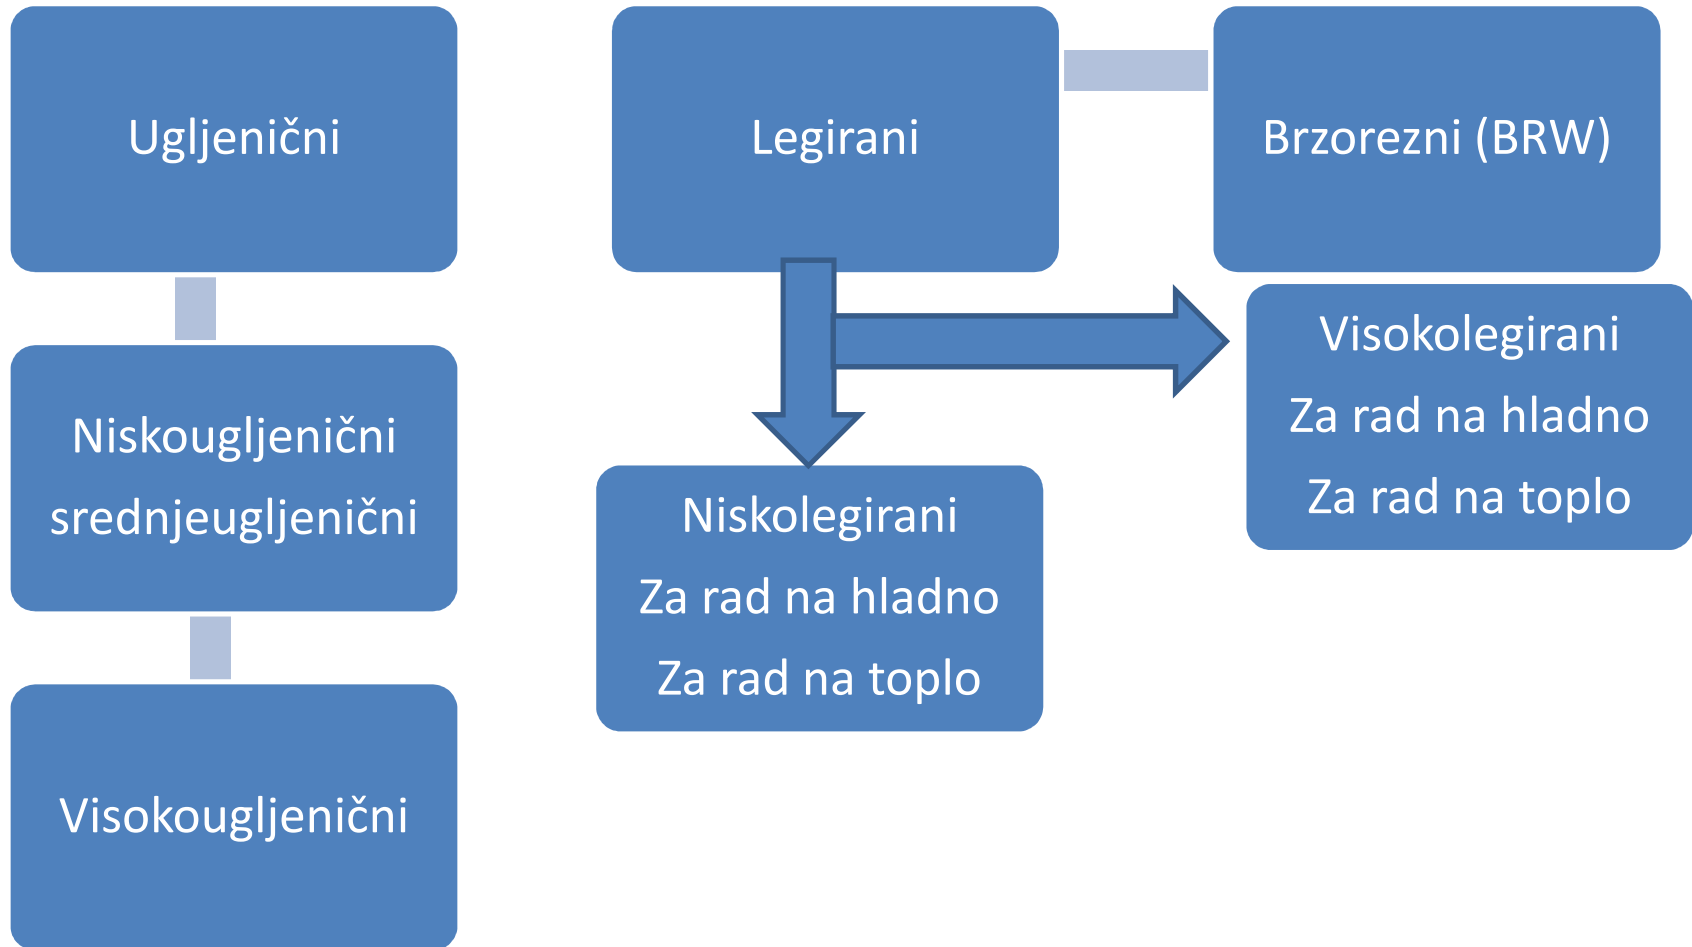 Ugljenični
Niskougljenični
srednjeugljenični
Visokougljenični
Legirani
Niskolegirani
Za rad na hladno
Za rad na toplo
Brzorezni (BRW)
Visokolegirani
Za rad na hladno
Za rad na toplo